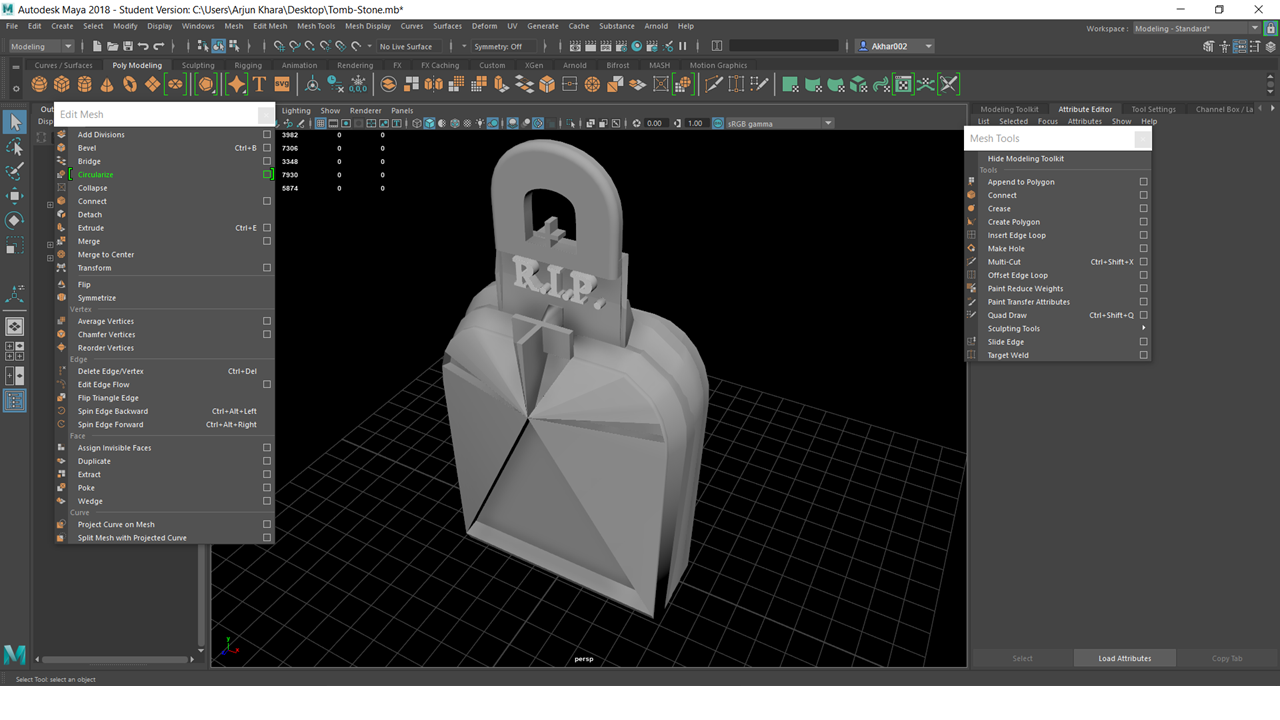 Autodesk Maya 2018 - Student Version: C:\Users\Arjun Khara\Desktop\Tomb-Stone.mb*
File Edit Create Select Modify Display Windows Mesh Edit Mesh Mesh Tools Mesh Display Curves Surfaces Deform UV Generate Cache Substance Arnold Help
Workspace : Modeling - Standard*
Modeling No Live Surface Symmetry: Off Akhar002
Curves / Surfaces Poly Modeling Sculpting Rigging Animation Rendering FX FX Caching Custom XGen Arnold Bifrost MASH Motion Graphics
SVG
Edit Mesh
Lighting Show Renderer Panels
0.00 1.00 sRGB gamma
3982 0 0
7306 0 0
3348 0 0
7930 0 0
5874 0 0
Add Divisions
Bevel Ctrl+B
Bridge
Circularize
Collapse
Connect
Detach
Extrude Ctrl+E
Merge
Merge to Center
Transform
Flip
Symmetrize
Vertex
Average Vertices
Chamfer Vertices
Reorder Vertices
Edge
Delete Edge/Vertex Ctrl+Del
Edit Edge Flow
Flip Triangle Edge
Spin Edge Backward Ctrl+Alt+Left
Spin Edge Forward Ctrl+Alt+Right
Face
Assign Invisible Faces
Duplicate
Extract
Poke
Wedge
Curve
Project Curve on Mesh
Split Mesh with Projected Curve
R.I.P.
persp
Modeling Toolkit Attribute Editor Tool Settings Channel Box / La
List Selected Focus Attributes Show Help
Mesh Tools
Hide Modeling Toolkit
Tools
Append to Polygon
Connect
Crease
Create Polygon
Insert Edge Loop
Make Hole
Multi-Cut Ctrl+Shift+X
Offset Edge Loop
Paint Reduce Weights
Paint Transfer Attributes
Quad Draw Ctrl+Shift+Q
Sculpting Tools
Slide Edge
Target Weld
Select Load Attributes Copy Tab
Select Tool: select an object